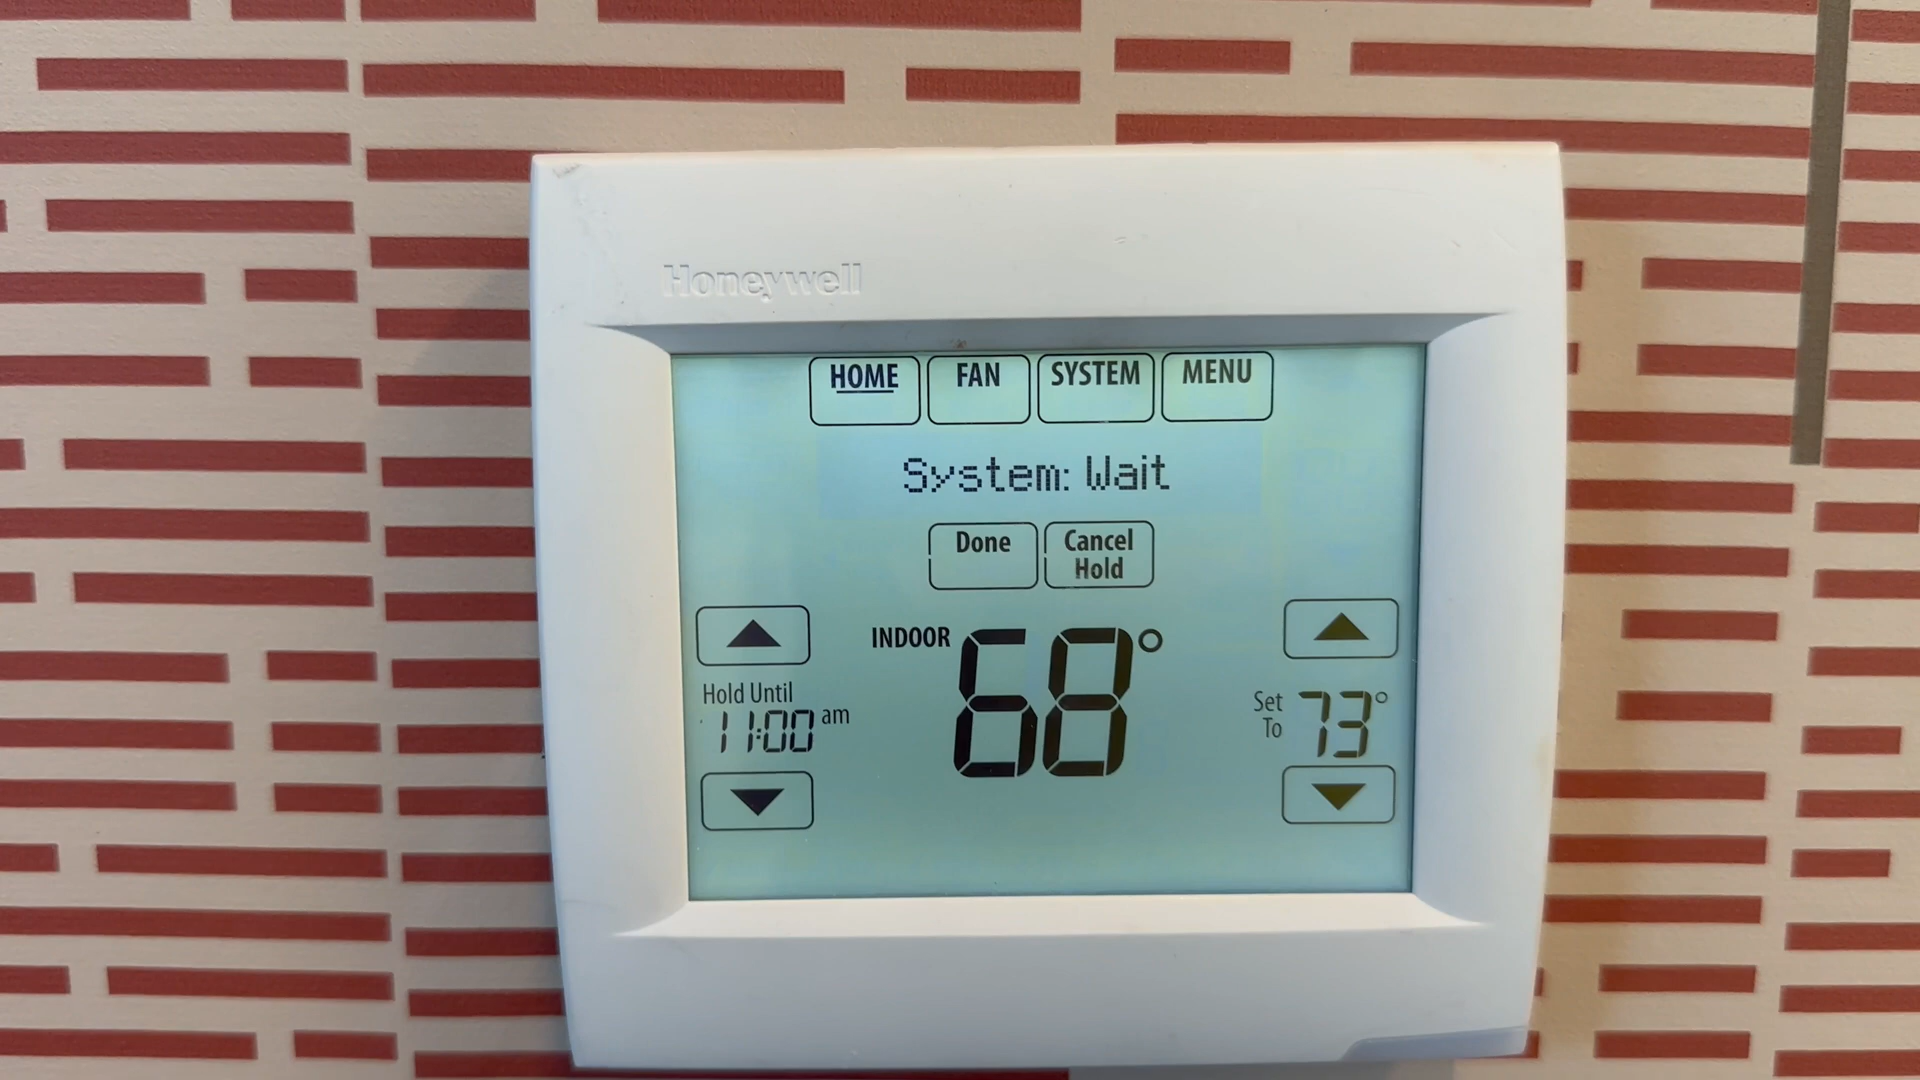 Honeywell
HOME FAN SYSTEM MENU
System: Wait
Done Cancel Hold
INDOOR 68°
Hold Until
11:00 am
Set To 73°